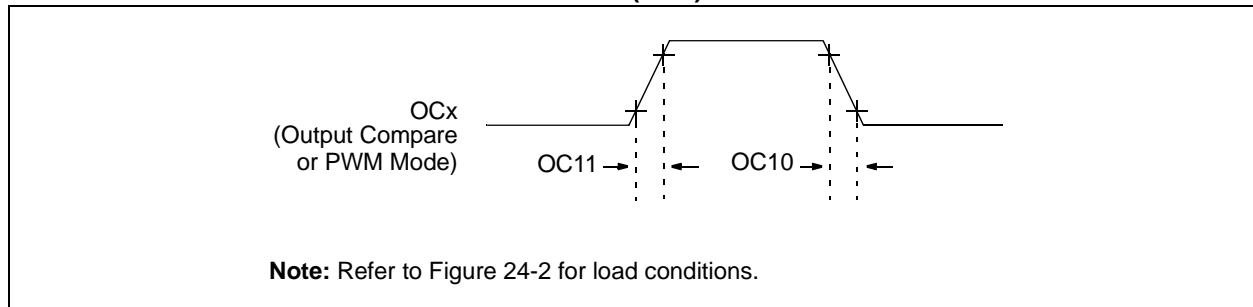 OCx
(Output Compare
or PWM Mode)
OC11
OC10
Note: Refer to Figure 24-2 for load conditions.